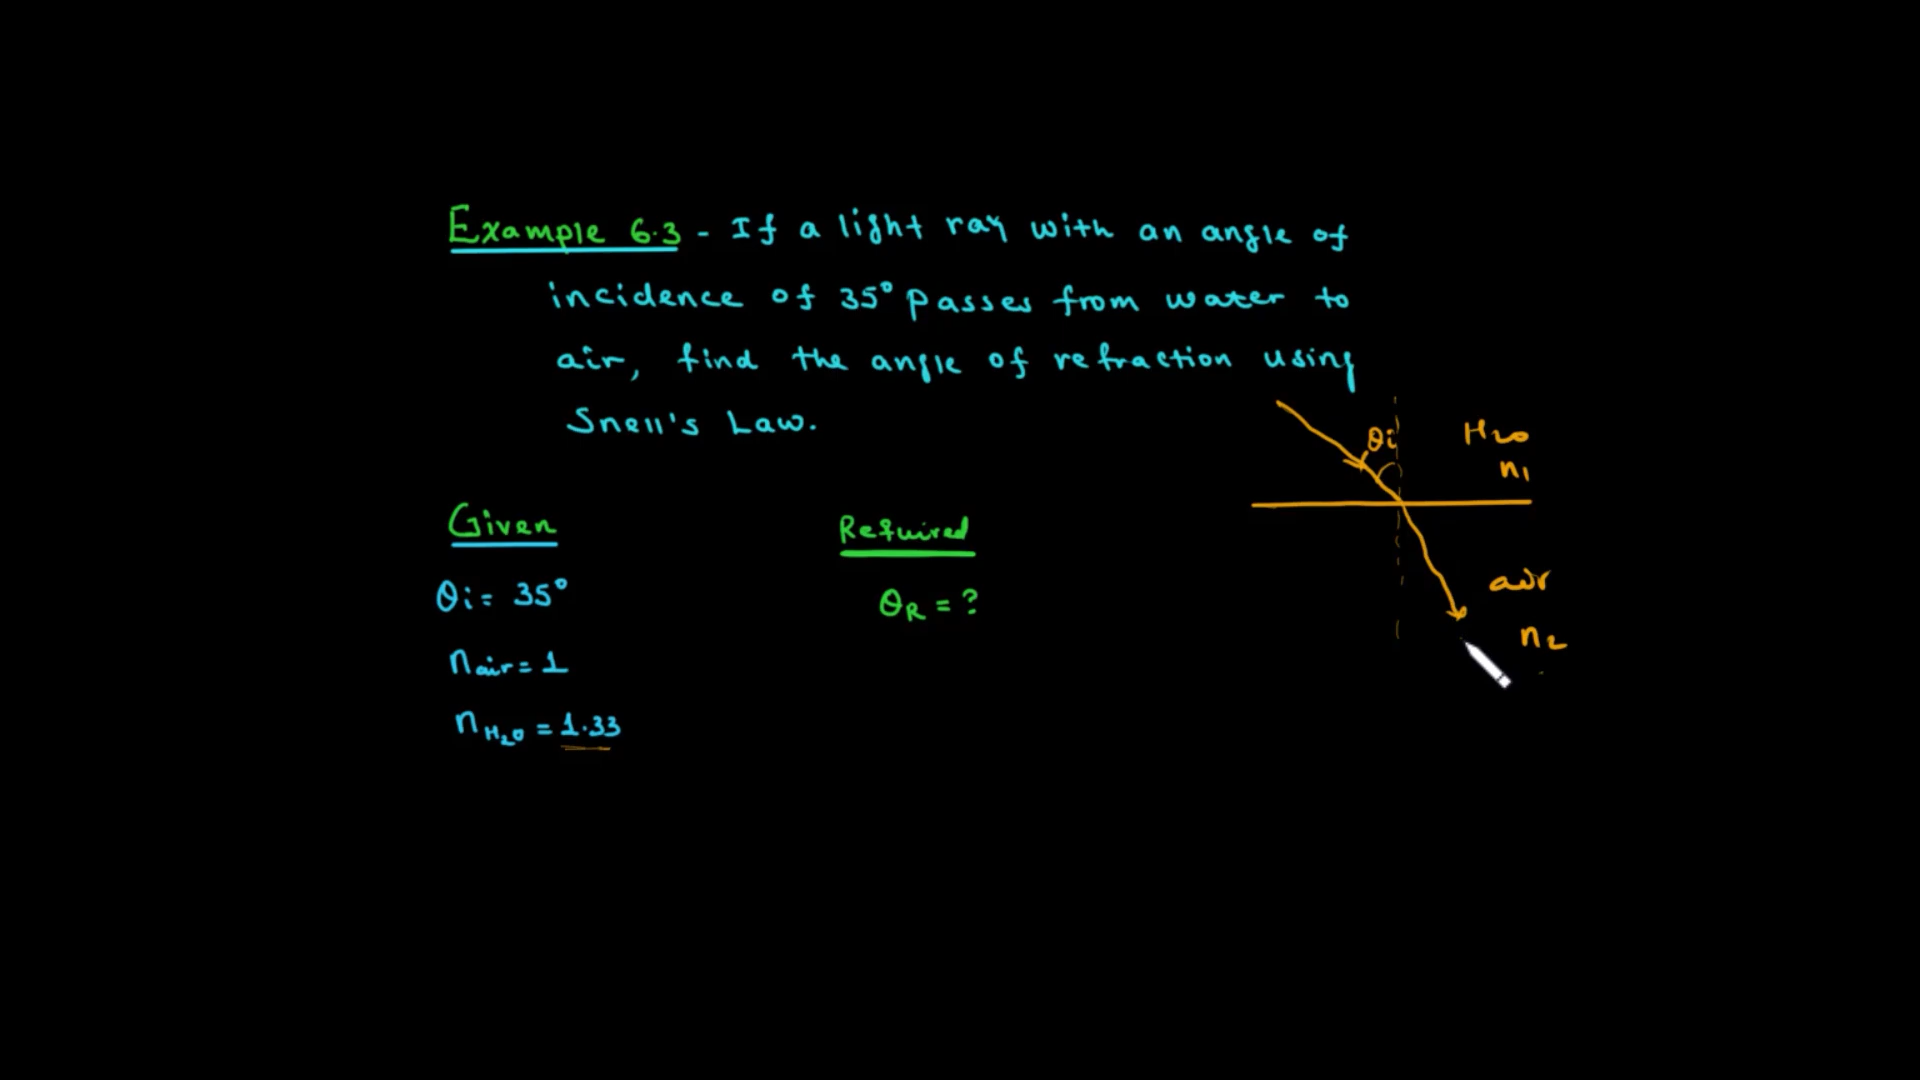 Example 6.3 - If a light ray with an angle of
incidence of 35° passes from water to
air, find the angle of refraction using
Snell's Law.
Given
θi = 35°
nair = 1
nH2O = 1.33
Required
θR = ?
θi
H2O
n1
air
n2